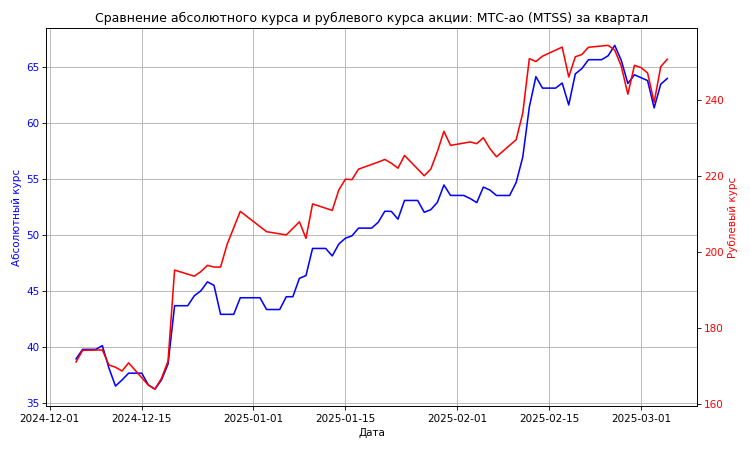 Сравнение абсолютного курса и рублевого курса акции: МТС-ао (MTSS) за квартал
Абсолютный курс
65
60
55
50
45
40
35
240
220
200
180
160
Рублевый курс
2024-12-01 2024-12-15 2025-01-01 2025-01-15 2025-02-01 2025-02-15 2025-03-01
Дата